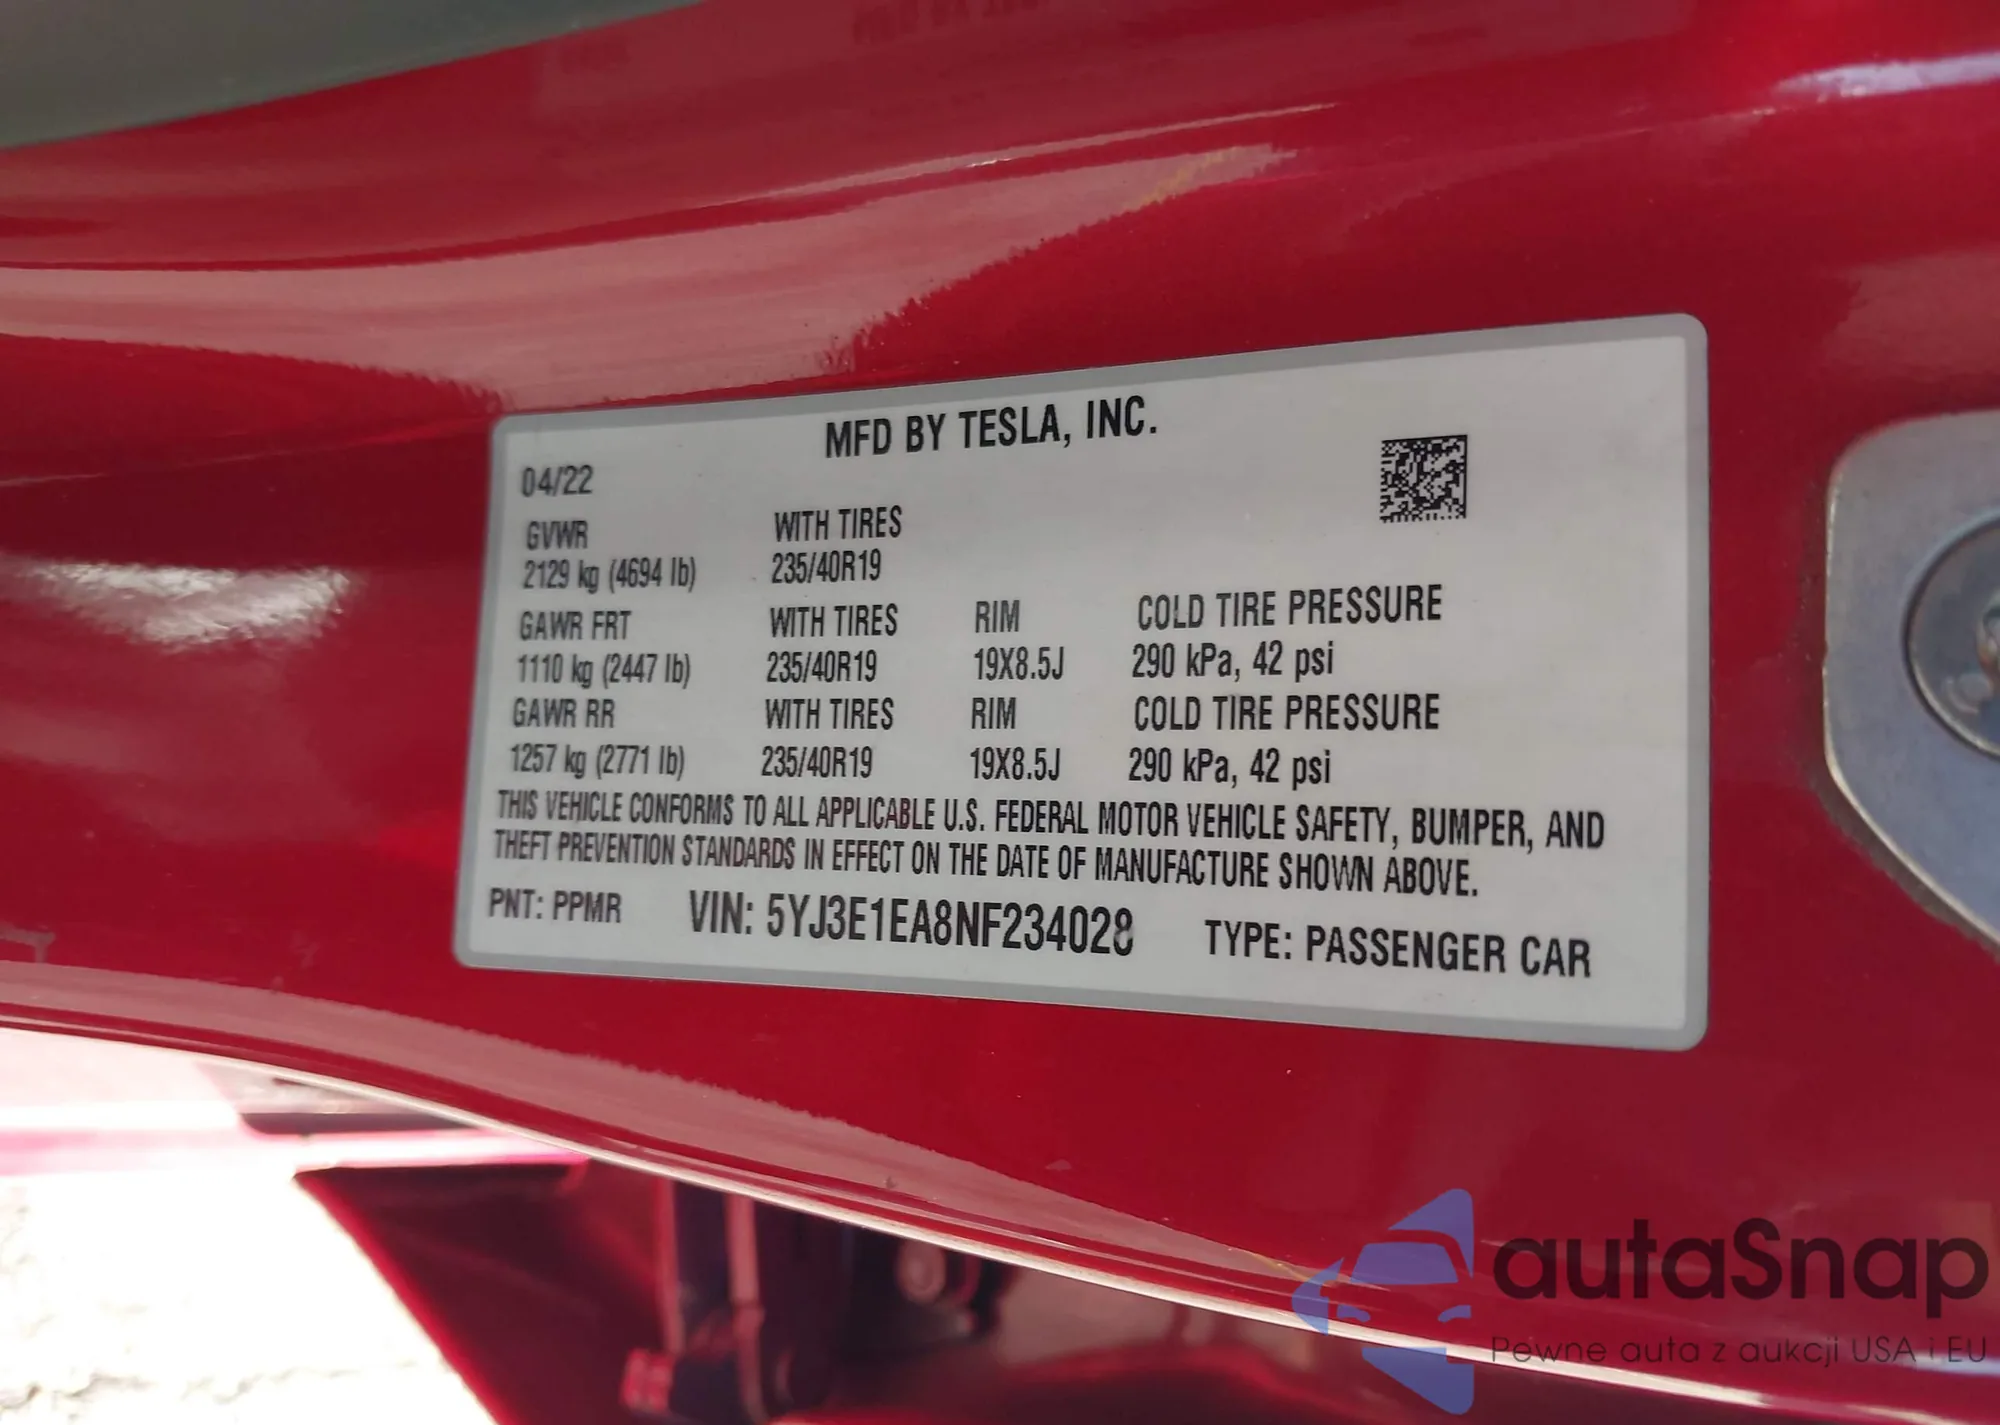 MFD BY TESLA, INC.
04/22
GVWR WITH TIRES
2129 kg (4694 lb) 235/40R19
GAWR FRT WITH TIRES RIM COLD TIRE PRESSURE
1110 kg (2447 lb) 235/40R19 19X8.5J 290 kPa, 42 psi
GAWR RR WITH TIRES RIM COLD TIRE PRESSURE
1257 kg (2771 lb) 235/40R19 19X8.5J 290 kPa, 42 psi
THIS VEHICLE CONFORMS TO ALL APPLICABLE U.S. FEDERAL MOTOR VEHICLE SAFETY, BUMPER, AND
THEFT PREVENTION STANDARDS IN EFFECT ON THE DATE OF MANUFACTURE SHOWN ABOVE.
PNT: PPMR VIN: 5YJ3E1EA8NF234028 TYPE: PASSENGER CAR
autaSnap
Pewne auta z aukcji USA i EU